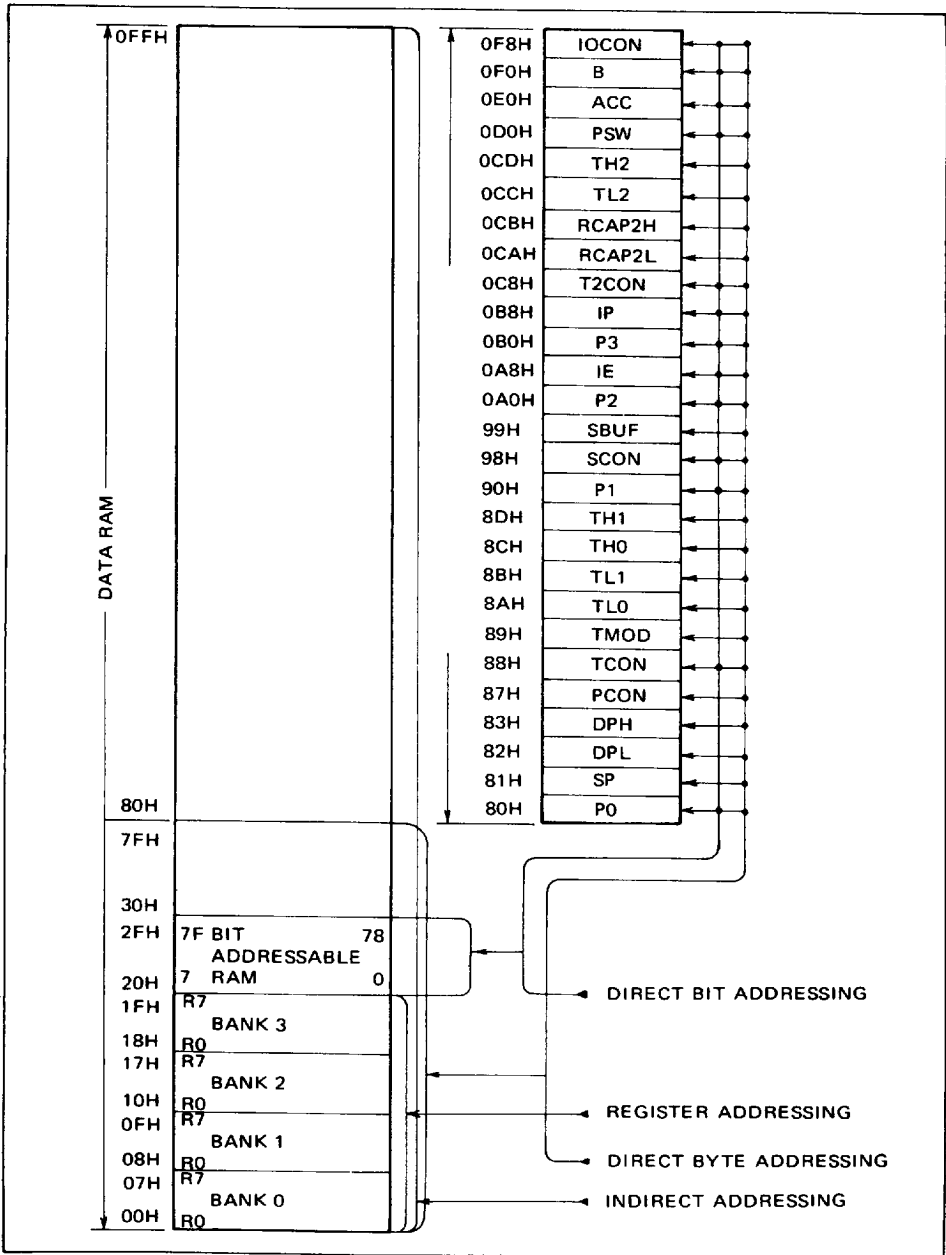 0FFH
0F8H IOCON
0F0H B
0E0H ACC
0D0H PSW
0CDH TH2
0CCH TL2
0CBH RCAP2H
0CAH RCAP2L
0C8H T2CON
0B8H IP
0B0H P3
0A8H IE
0A0H P2
99H SBUF
98H SCON
90H P1
8DH TH1
8CH TH0
8BH TL1
8AH TL0
89H TMOD
88H TCON
87H PCON
83H DPH
82H DPL
81H SP
80H P0
DATA RAM
80H
7FH
30H
2FH 7F BIT 78
ADDRESSABLE
20H 7 RAM 0
1FH R7
BANK 3
18H R0
17H R7
BANK 2
10H R0
0FH R7
BANK 1
08H R0
07H R7
BANK 0
00H R0
DIRECT BIT ADDRESSING
REGISTER ADDRESSING
DIRECT BYTE ADDRESSING
INDIRECT ADDRESSING